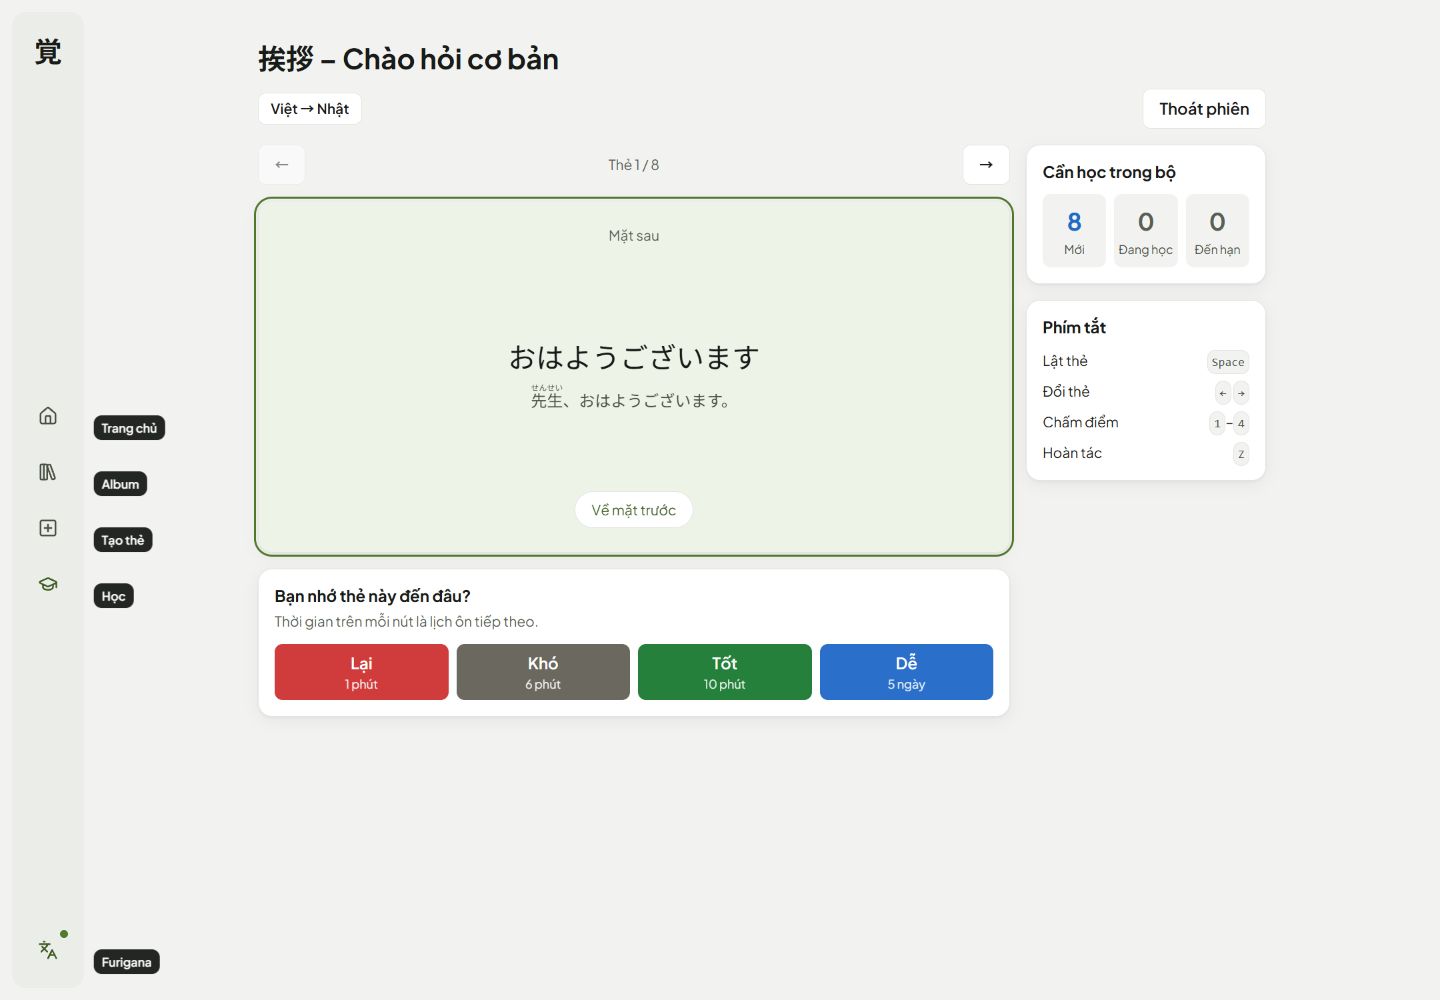 覚
挨拶 – Chào hỏi cơ bản
Việt → Nhật
Thoát phiên
←
Thẻ 1 / 8
→
Mặt sau
おはようございます
せんせい
先生、おはようございます。
Về mặt trước
Bạn nhớ thẻ này đến đâu?
Thời gian trên mỗi nút là lịch ôn tiếp theo.
Lại
1 phút
Khó
6 phút
Tốt
10 phút
Dễ
5 ngày
Cần học trong bộ
8
Mới
0
Đang học
0
Đến hạn
Phím tắt
Lật thẻ Space
Đổi thẻ ← →
Chấm điểm 1 – 4
Hoàn tác Z
Trang chủ
Album
Tạo thẻ
Học
Furigana